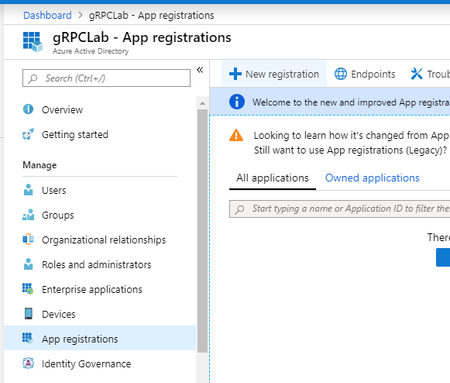 Dashboard > gRPCLab - App registrations
gRPCLab - App registrations
Azure Active Directory
Search (Ctrl+/)
«
Overview
Getting started
Manage
Users
Groups
Organizational relationships
Roles and administrators
Enterprise applications
Devices
App registrations
Identity Governance
+ New registration
Endpoints
Welcome to the new and improved App
Looking to learn how it's changed from App
Still want to use App registrations (Legacy)?
All applications
Owned applications
Start typing a name or Application ID to filter the